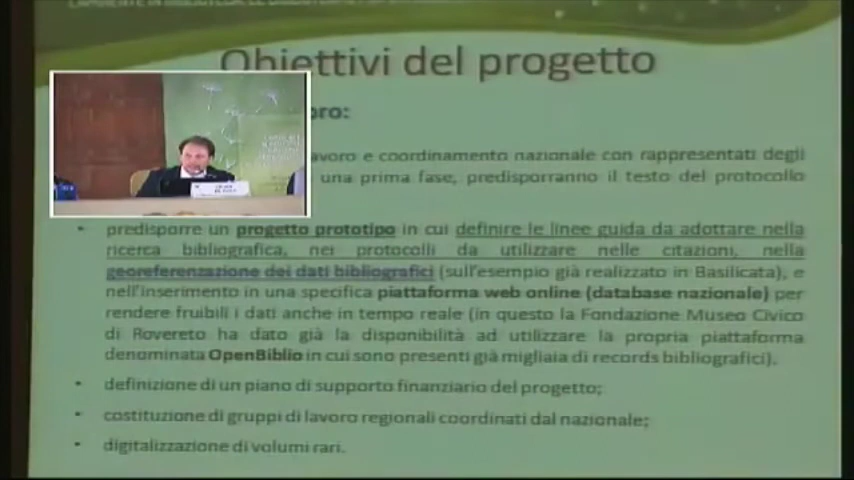 Obiettivi del progetto
oro:
lavoro e coordinamento nazionale con rappresentati degli
una prima fase, predisporranno il testo del protocollo
• predisporre un progetto prototipo in cui definire le linee guida da adottare nella
ricerca bibliografica, nei protocolli da utilizzare nelle citazioni, nella
georeferenzazione dei dati bibliografici (sull'esempio già realizzato in Basilicata), e
nell'inserimento in una specifica piattaforma web online (database nazionale) per
rendere fruibili i dati anche in tempo reale (in questo la Fondazione Museo Civico
di Rovereto ha dato già la disponibilità ad utilizzare la propria piattaforma
denominata OpenBiblio in cui sono presenti già migliaia di records bibliografici).
• definizione di un piano di supporto finanziario del progetto;
• costituzione di gruppi di lavoro regionali coordinati dal nazionale;
• digitalizzazione di volumi rari.